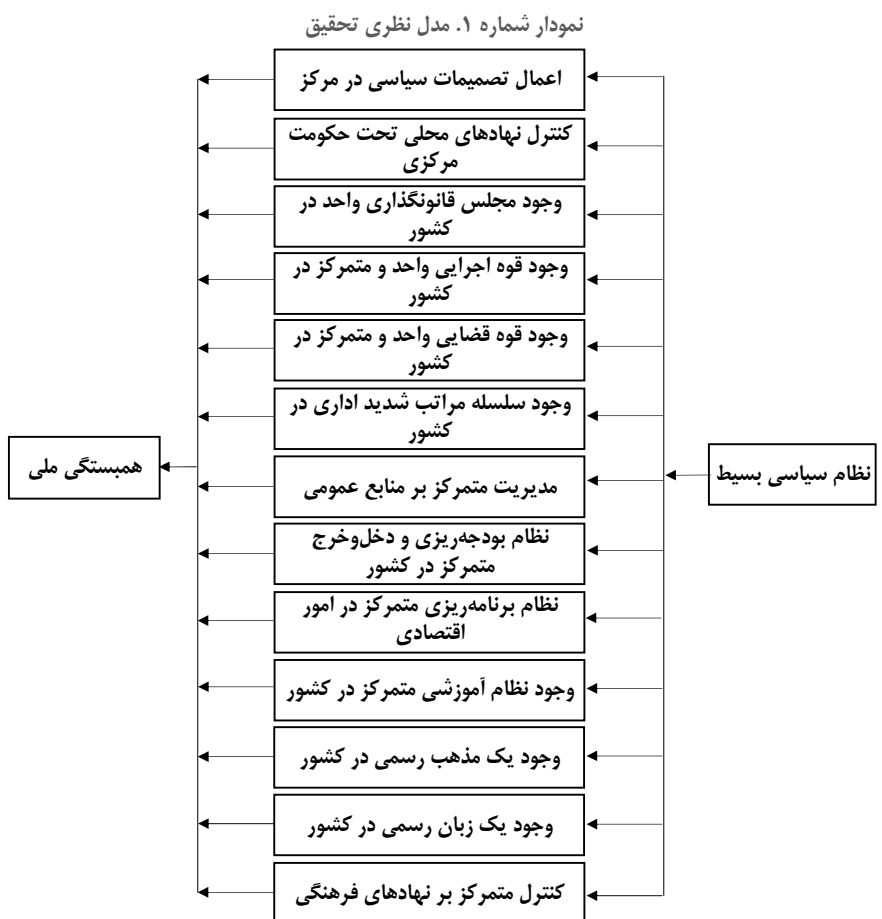 نمودار شماره ۱. مدل نظری تحقیق
اعمال تصمیمات سیاسی در مرکز
کنترل نهادهای محلی تحت حکومت
مرکزی
وجود مجلس قانونگذاری واحد در
کشور
وجود قوه اجرایی واحد و متمرکز در
کشور
وجود قوه قضایی واحد و متمرکز در
کشور
وجود سلسله مراتب شدید اداری در
کشور
نظام سیاسی بسیط
مدیریت متمرکز بر منابع عمومی
همبستگی ملی
نظام بودجه‌ریزی و دخل‌وخرج
متمرکز در کشور
نظام برنامه‌ریزی متمرکز در امور
اقتصادی
وجود نظام آموزشی متمرکز در کشور
وجود یک مذهب رسمی در کشور
وجود یک زبان رسمی در کشور
کنترل متمرکز بر نهادهای فرهنگی